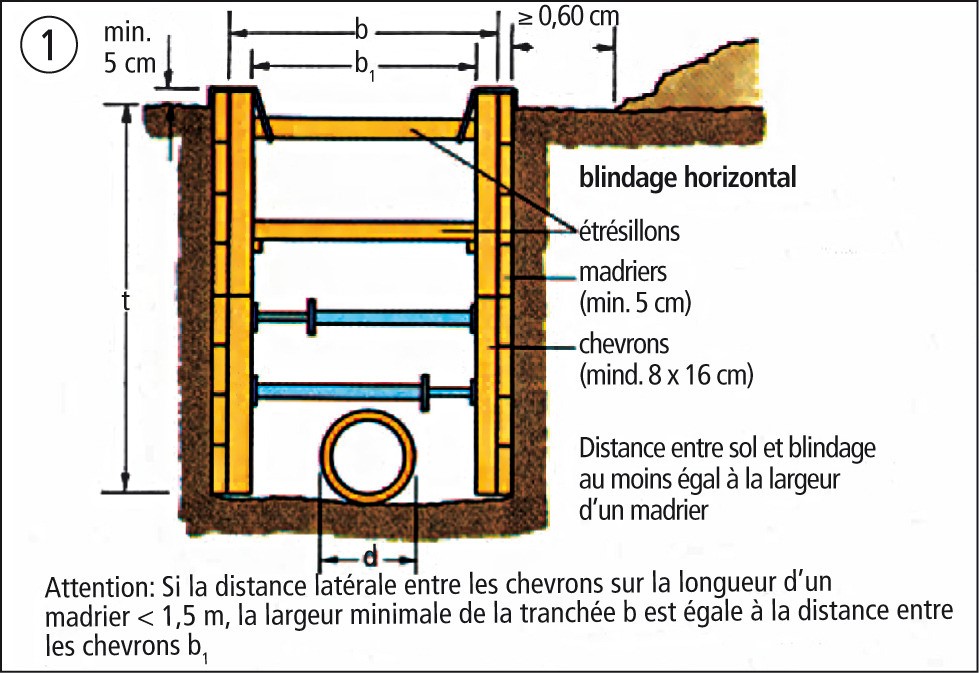 1
min.
5 cm
b
b1
≥ 0,60 cm
blindage horizontal
étrésillons
madriers
(min. 5 cm)
chevrons
(mind. 8 x 16 cm)
t
Distance entre sol et blindage
au moins égal à la largeur
d’un madrier
d
Attention: Si la distance latérale entre les chevrons sur la longueur d’un
madrier < 1,5 m, la largeur minimale de la tranchée b est égale à la distance entre
les chevrons b1